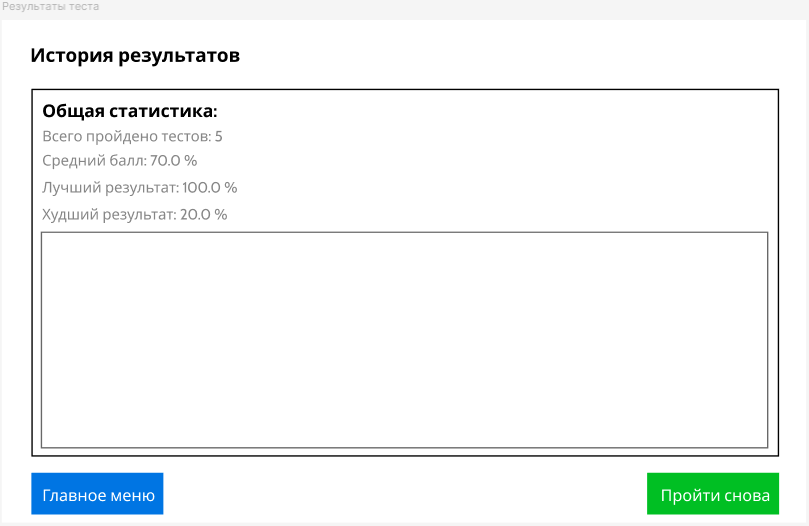 Результаты теста
История результатов
Общая статистика:
Всего пройдено тестов: 5
Средний балл: 70.0 %
Лучший результат: 100.0 %
Худший результат: 20.0 %
Главное меню
Пройти снова